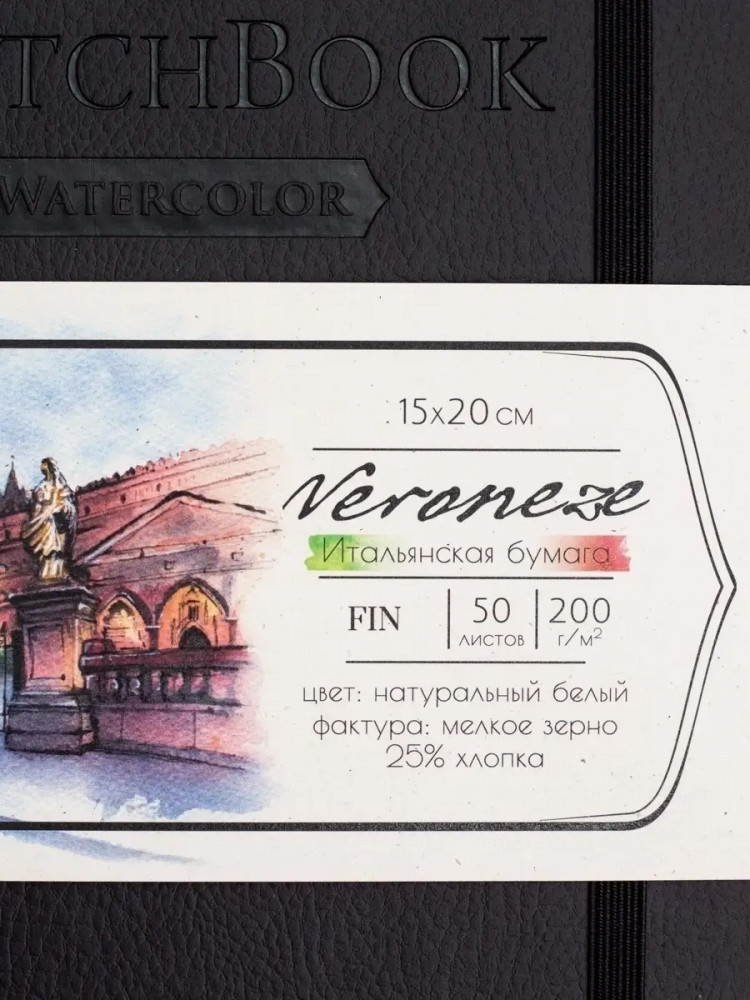 TCHBOOK
WATERCOLOR
15x20 см
Veroneze
Итальянская бумага
FIN
50
листов
200
г/м²
цвет: натуральный белый
фактура: мелкое зерно
25% хлопка